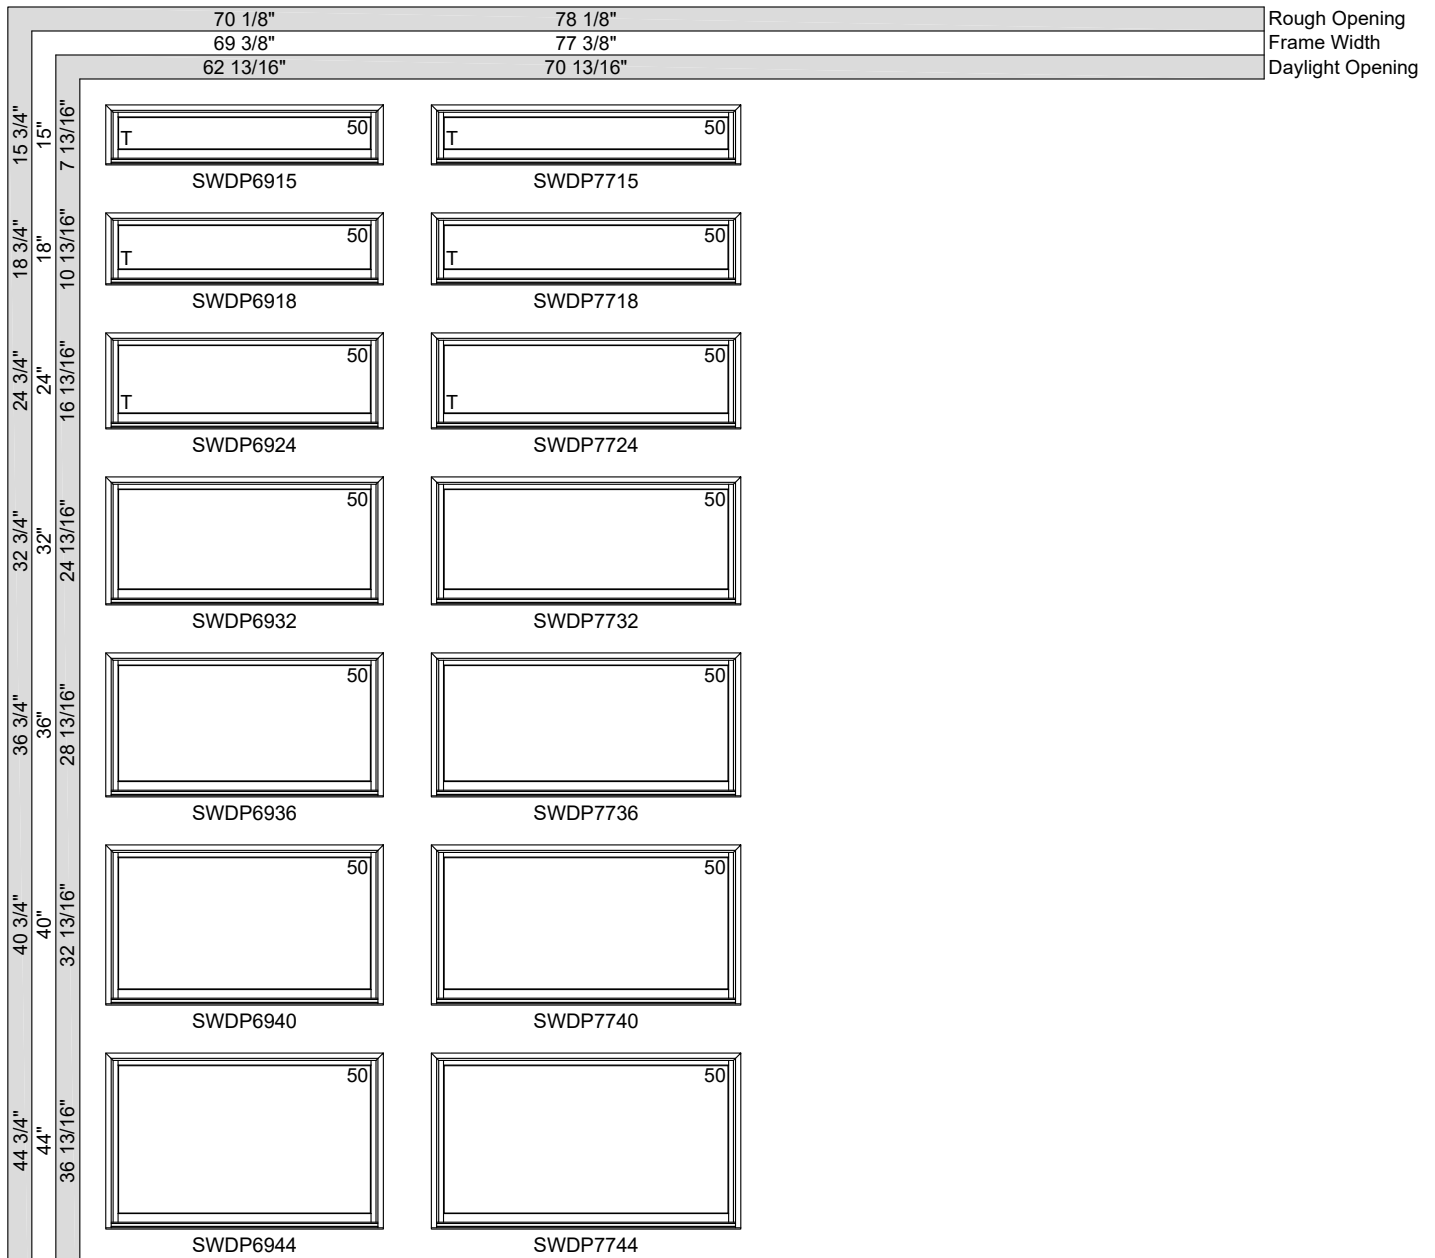 70 1/8" 78 1/8" Rough Opening
69 3/8" 77 3/8" Frame Width
62 13/16" 70 13/16" Daylight Opening
15 3/4" 15" 7 13/16"
T 50 T 50
SWDP6915 SWDP7715
18 3/4" 18" 10 13/16"
50 50
T T
SWDP6918 SWDP7718
24 3/4" 24" 16 13/16"
50 50
T T
SWDP6924 SWDP7724
32 3/4" 32" 24 13/16"
50 50
SWDP6932 SWDP7732
36 3/4" 36" 28 13/16"
50 50
SWDP6936 SWDP7736
40 3/4" 40" 32 13/16"
50 50
SWDP6940 SWDP7740
44 3/4" 44" 36 13/16"
50 50
SWDP6944 SWDP7744